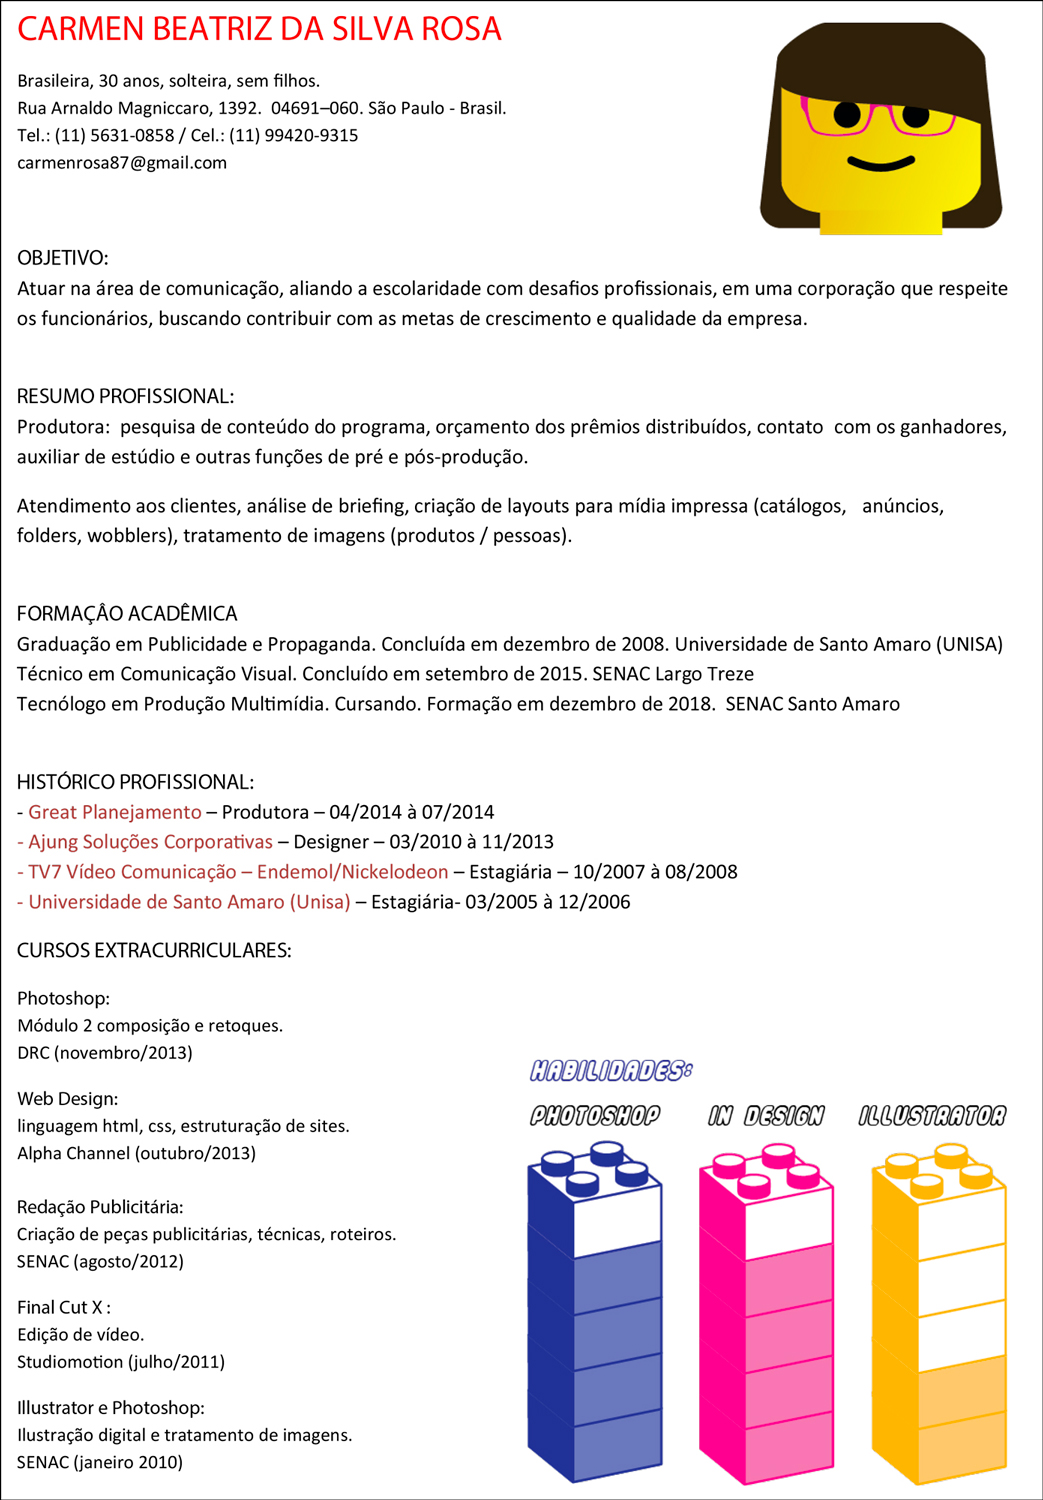 CARMEN BEATRIZ DA SILVA ROSA
Brasileira, 30 anos, solteira, sem filhos.
Rua Arnaldo Magniccaro, 1392.  04691–060. São Paulo - Brasil.
Tel.: (11) 5631-0858 / Cel.: (11) 99420-9315
carmenrosa87@gmail.com
OBJETIVO:
Atuar na área de comunicação, aliando a escolaridade com desafios profissionais, em uma corporação que respeite
os funcionários, buscando contribuir com as metas de crescimento e qualidade da empresa.
RESUMO PROFISSIONAL:
Produtora:  pesquisa de conteúdo do programa, orçamento dos prêmios distribuídos, contato  com os ganhadores,
auxiliar de estúdio e outras funções de pré e pós-produção.
Atendimento aos clientes, análise de briefing, criação de layouts para mídia impressa (catálogos,   anúncios,
folders, wobblers), tratamento de imagens (produtos / pessoas).
FORMAÇÂO ACADÊMICA
Graduação em Publicidade e Propaganda. Concluída em dezembro de 2008. Universidade de Santo Amaro (UNISA)
Técnico em Comunicação Visual. Concluído em setembro de 2015. SENAC Largo Treze
Tecnólogo em Produção Multimídia. Cursando. Formação em dezembro de 2018.  SENAC Santo Amaro
HISTÓRICO PROFISSIONAL:
- Great Planejamento – Produtora – 04/2014 à 07/2014
- Ajung Soluções Corporativas – Designer – 03/2010 à 11/2013
- TV7 Vídeo Comunicação – Endemol/Nickelodeon – Estagiária – 10/2007 à 08/2008
- Universidade de Santo Amaro (Unisa) – Estagiária- 03/2005 à 12/2006
CURSOS EXTRACURRICULARES:
Photoshop:
Módulo 2 composição e retoques.
DRC (novembro/2013)
Web Design:
linguagem html, css, estruturação de sites.
Alpha Channel (outubro/2013)
Redação Publicitária:
Criação de peças publicitárias, técnicas, roteiros.
SENAC (agosto/2012)
Final Cut X :
Edição de vídeo.
Studiomotion (julho/2011)
Illustrator e Photoshop:
Ilustração digital e tratamento de imagens.
SENAC (janeiro 2010)
HABILIDADES:
PHOTOSHOP IN DESIGN ILLUSTRATOR